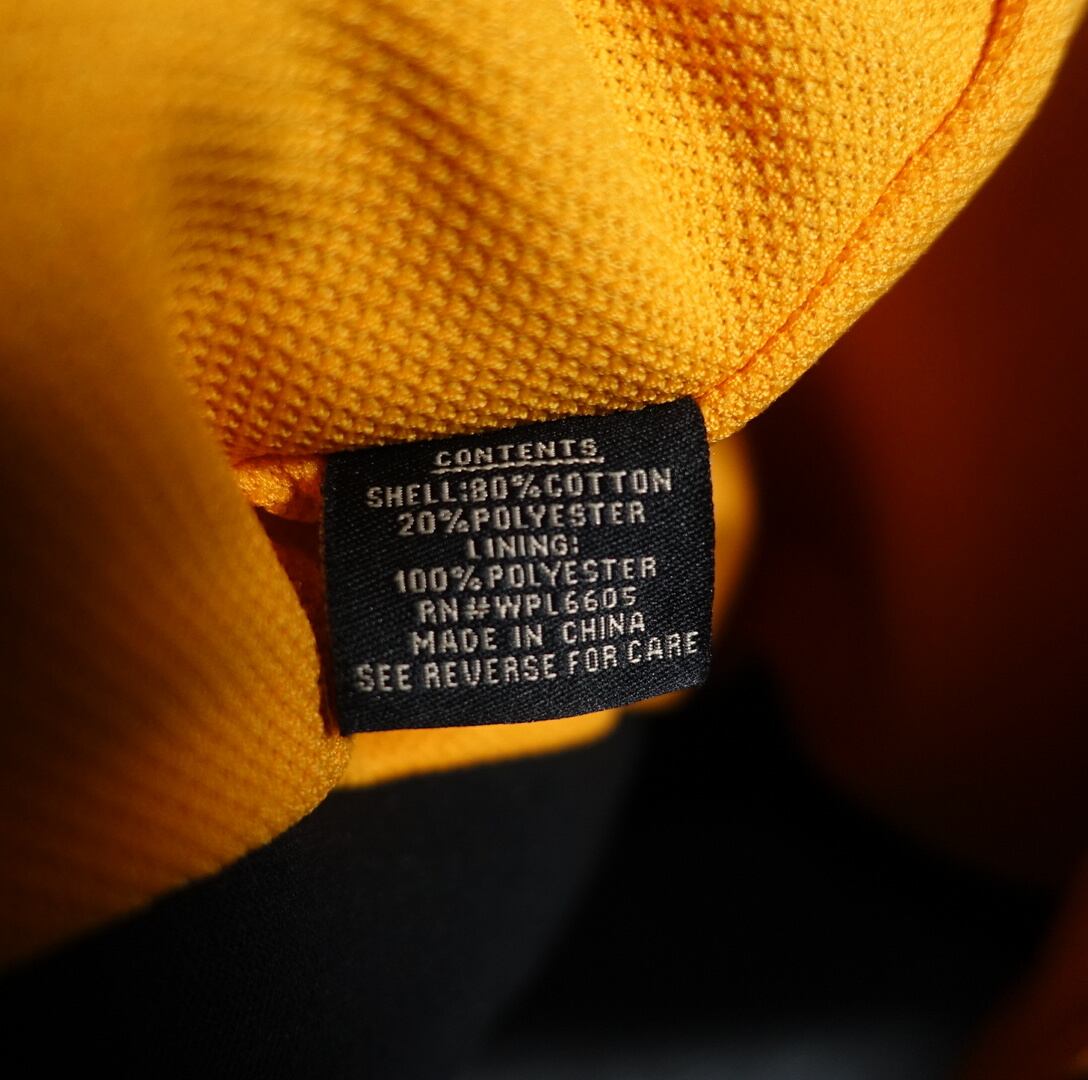 CONTENTS
SHELL:80%COTTON
20%POLYESTER
LINING:
100%POLYESTER
RN#WPL6605
MADE IN CHINA
SEE REVERSE FOR CARE